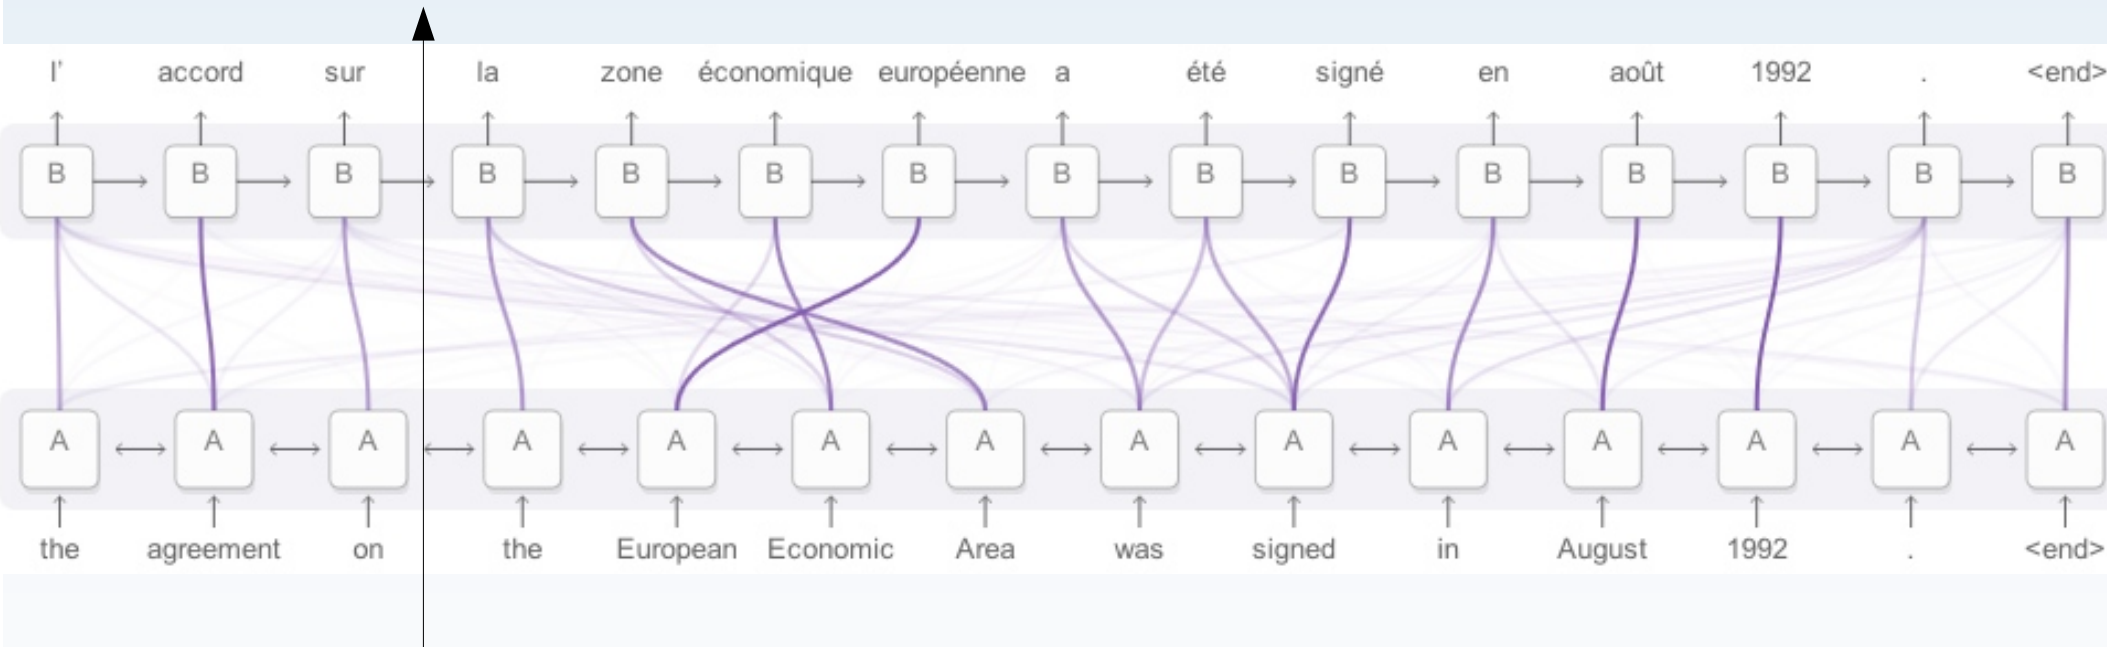 l’ accord sur la zone économique européenne a été signé en août 1992 . <end>
B B B B B B B B B B B B B B B
A A A A A A A A A A A A A A
the agreement on the European Economic Area was signed in August 1992 . <end>